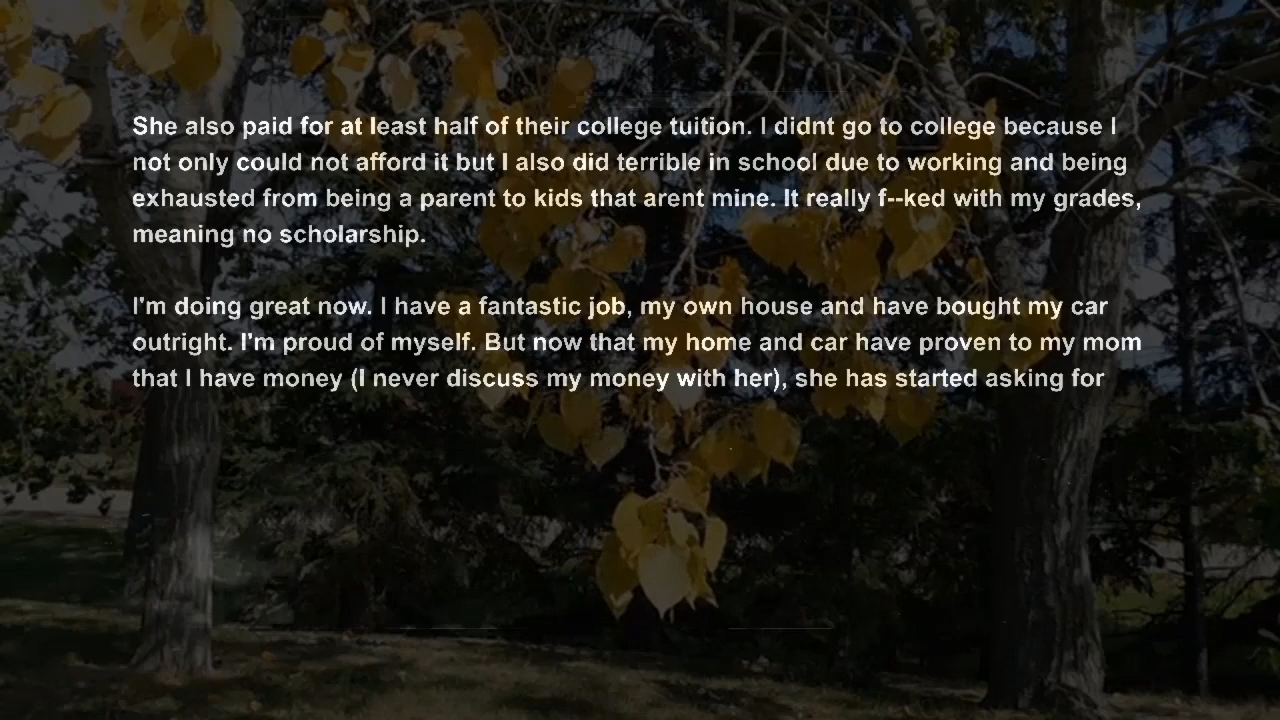 She also paid for at least half of their college tuition. I didnt go to college because I
not only could not afford it but I also did terrible in school due to working and being
exhausted from being a parent to kids that arent mine. It really f--ked with my grades,
meaning no scholarship.
I'm doing great now. I have a fantastic job, my own house and have bought my car
outright. I'm proud of myself. But now that my home and car have proven to my mom
that I have money (I never discuss my money with her), she has started asking for